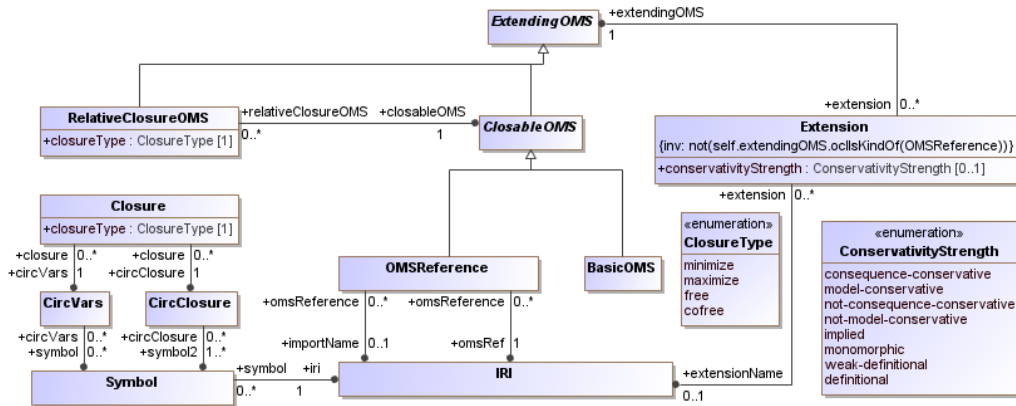 ExtendingOMS
+extendingOMS
1
RelativeClosureOMS
+closureType : ClosureType [1]
+relativeClosureOMS
0..*
+closableOMS
1
ClosableOMS
+extension
0..*
Extension
{inv: not(self.extendingOMS.oclIsKindOf(OMSReference))}
+conservativityStrength : ConservativityStrength [0..1]
+extension
0..*
Closure
+closureType : ClosureType [1]
+closure
0..*
+closure
0..*
+circVars
1
+circClosure
1
CircVars
CircClosure
+circVars
0..*
+circClosure
0..*
+symbol
0..*
+symbol2
1..*
Symbol
+symbol
0..*
+iri
1
OMSReference
BasicOMS
+omsReference
0..*
+omsReference
0..*
+importName
0..1
+omsRef
1
IRI
+extensionName
0..1
«enumeration»
ClosureType
minimize
maximize
free
cofree
«enumeration»
ConservativityStrength
consequence-conservative
model-conservative
not-consequence-conservative
not-model-conservative
implied
monomorphic
weak-definitional
definitional